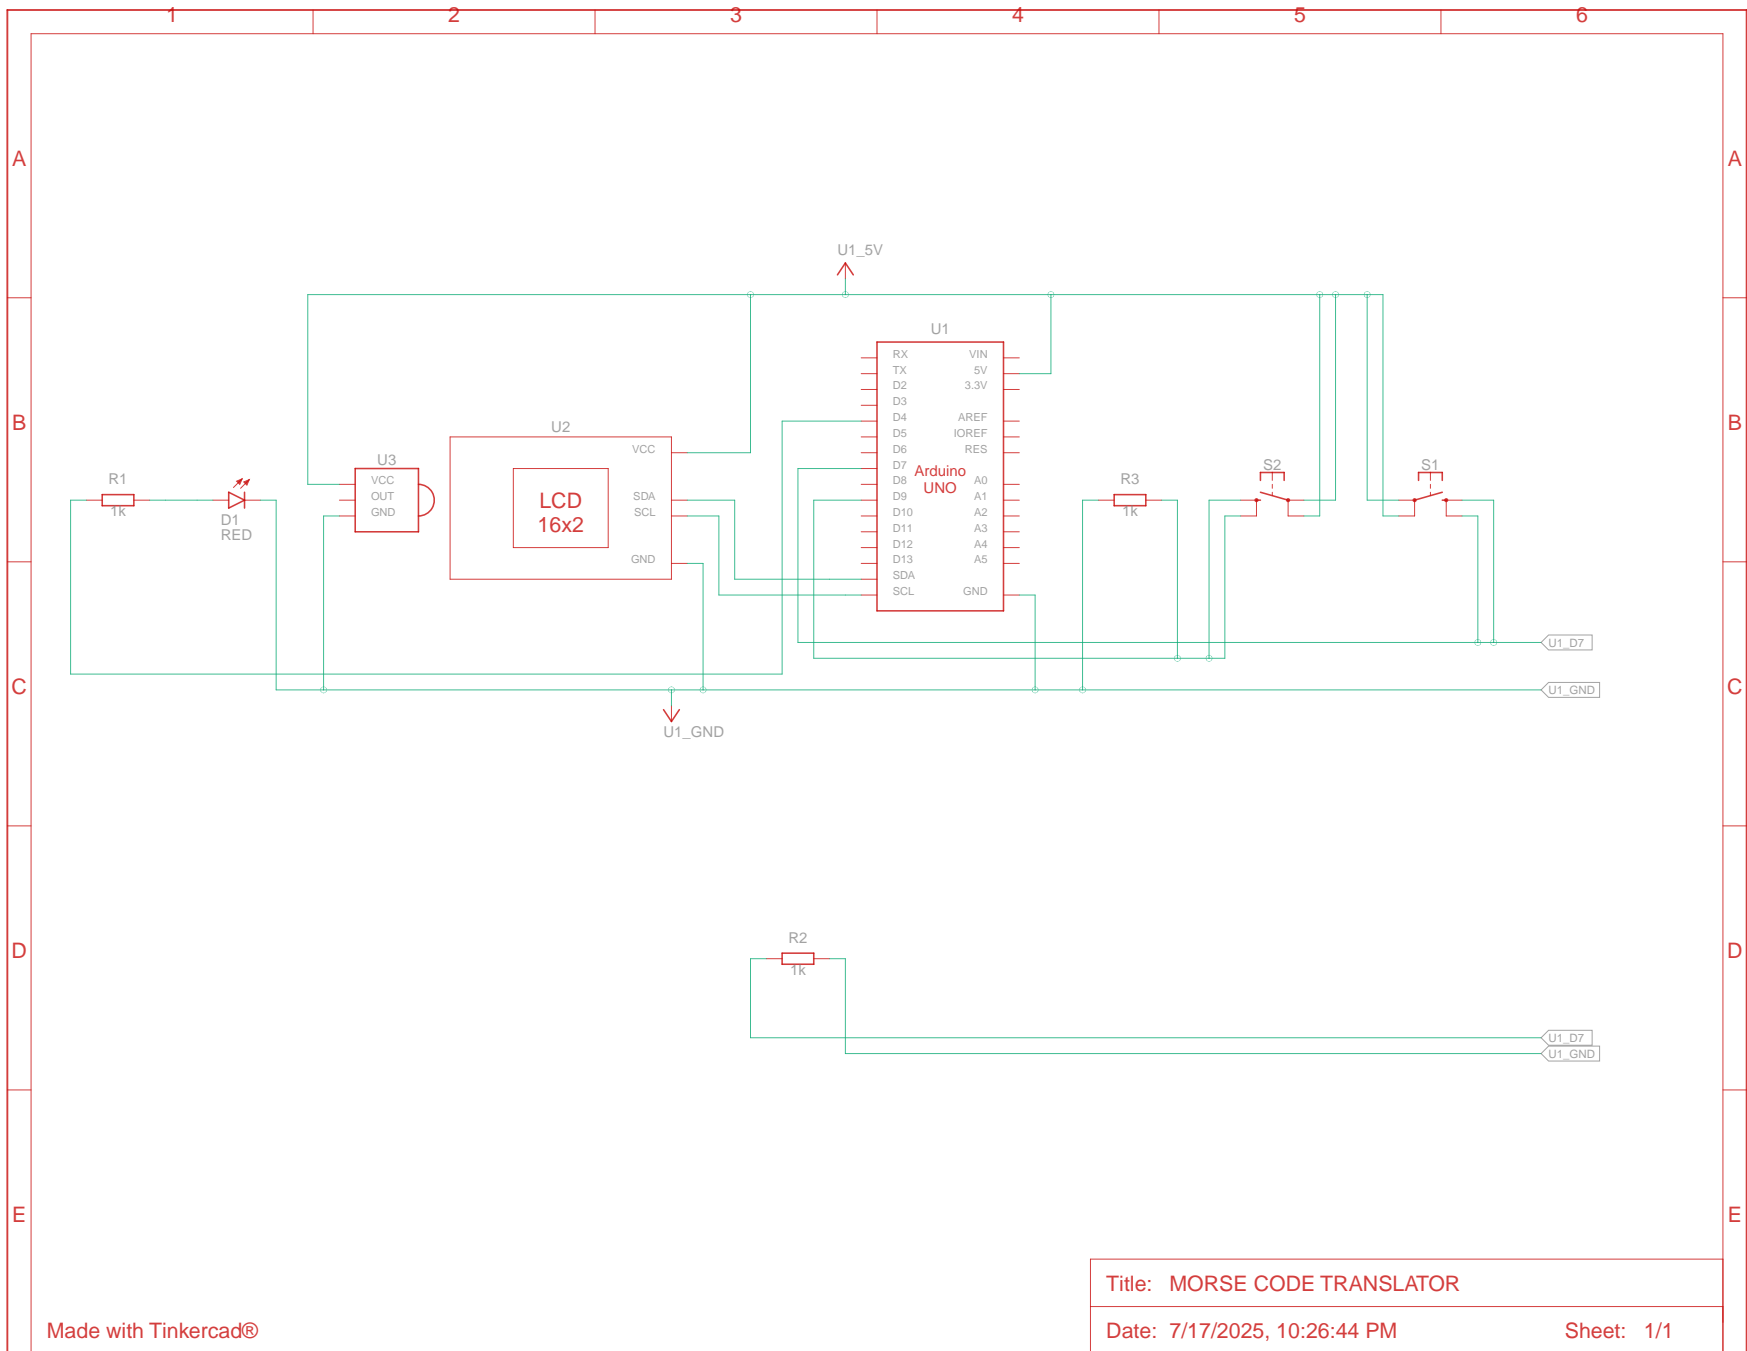 1 2 3 4 5 6
A A
U1_5V
U1
RX VIN
TX 5V
D2 3.3V
D3
D4 AREF
B B
D5 IOREF
U2
D6 RES
VCC
U3
D7
Arduino
UNO
R1
VCC
D8 A0
R3
S2
S1
LCD
16x2
OUT
SDA
D9 A1
GND
SCL
D10 A2
1k
1k
D1
RED
D11 A3
D12 A4
GND
D13 A5
SDA
SCL GND
U1_D7
C C
U1_GND
U1_GND
R2
D D
1k
U1_D7
U1_GND
E E
Title: MORSE CODE TRANSLATOR
Made with Tinkercad®
Date: 7/17/2025, 10:26:44 PM Sheet: 1/1